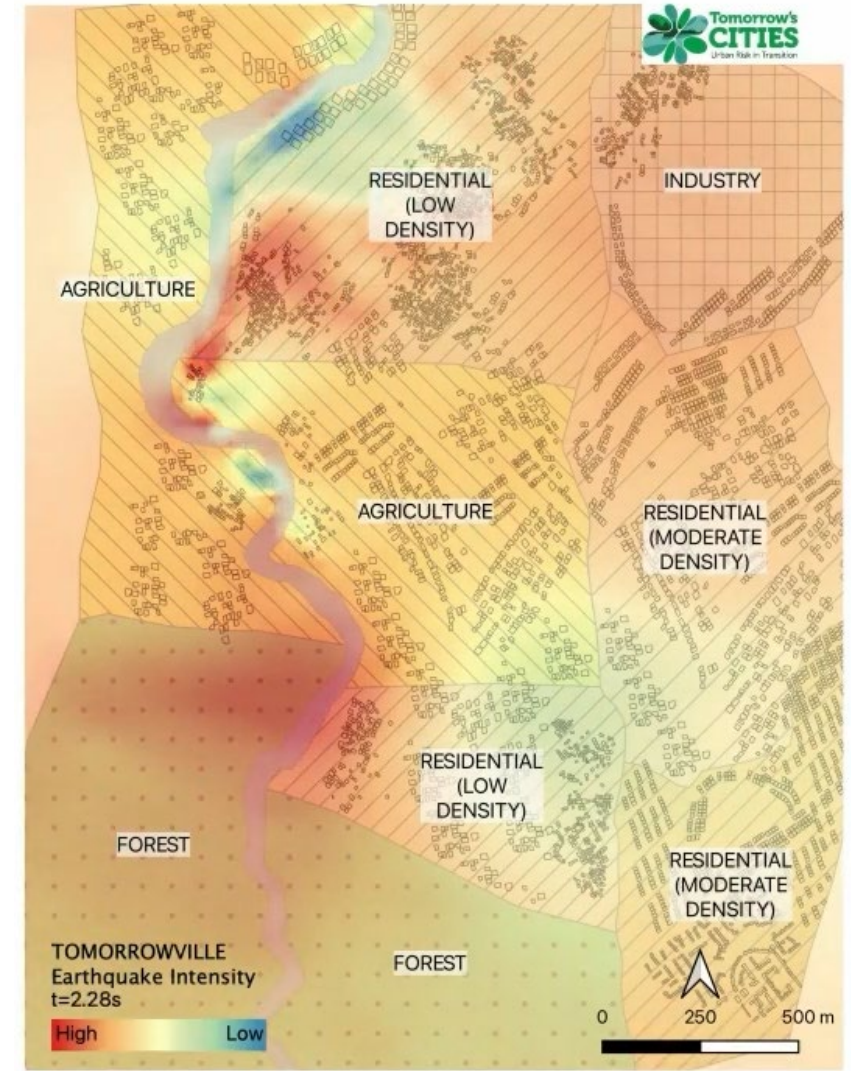 Tomorrow's
CITIES
Urban Risk in Transition
RESIDENTIAL
(LOW
DENSITY)
INDUSTRY
AGRICULTURE
AGRICULTURE
RESIDENTIAL
(MODERATE
DENSITY)
RESIDENTIAL
(LOW
DENSITY)
FOREST
RESIDENTIAL
(MODERATE
DENSITY)
FOREST
TOMORROWVILLE
Earthquake Intensity
t=2.28s
High Low
0 250 500 m